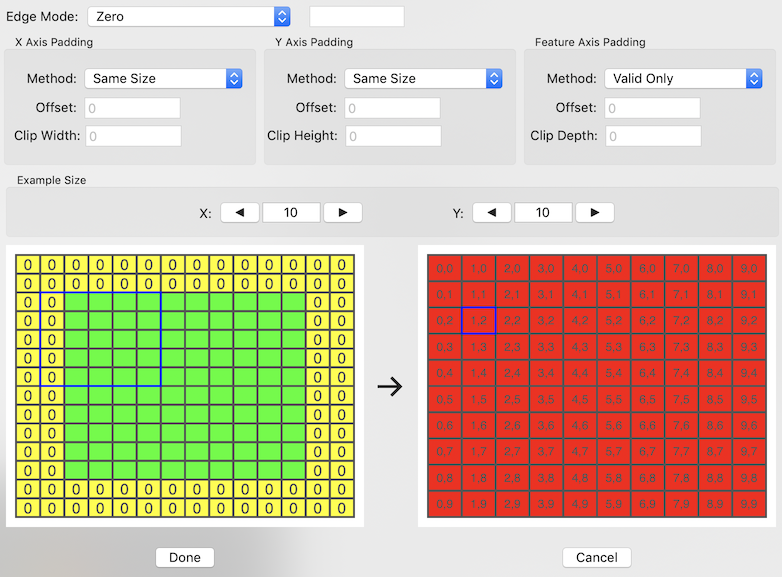 Edge Mode: Zero
X Axis Padding
Method: Same Size
Offset: 0
Clip Width: 0
Y Axis Padding
Method: Same Size
Offset: 0
Clip Height: 0
Feature Axis Padding
Method: Valid Only
Offset: 0
Clip Depth: 0
Example Size
X: ◀ 10 ▶ Y: ◀ 10 ▶
0 0 0 0 0 0 0 0 0 0 0 0 0 0
0 0 0 0 0 0 0 0 0 0 0 0 0 0
0 0 0 0
0 0 0 0
0 0 0 0
0 0 0 0
0 0 0 0
0 0 0 0
0 0 0 0
0 0 0 0
0 0 0 0
0 0 0 0
0 0 0 0 0 0 0 0 0 0 0 0 0 0
0 0 0 0 0 0 0 0 0 0 0 0 0 0
→
0,0 1,0 2,0 3,0 4,0 5,0 6,0 7,0 8,0 9,0
0,1 1,1 2,1 3,1 4,1 5,1 6,1 7,1 8,1 9,1
0,2 1,2 2,2 3,2 4,2 5,2 6,2 7,2 8,2 9,2
0,3 1,3 2,3 3,3 4,3 5,3 6,3 7,3 8,3 9,3
0,4 1,4 2,4 3,4 4,4 5,4 6,4 7,4 8,4 9,4
0,5 1,5 2,5 3,5 4,5 5,5 6,5 7,5 8,5 9,5
0,6 1,6 2,6 3,6 4,6 5,6 6,6 7,6 8,6 9,6
0,7 1,7 2,7 3,7 4,7 5,7 6,7 7,7 8,7 9,7
0,8 1,8 2,8 3,8 4,8 5,8 6,8 7,8 8,8 9,8
0,9 1,9 2,9 3,9 4,9 5,9 6,9 7,9 8,9 9,9
Done
Cancel